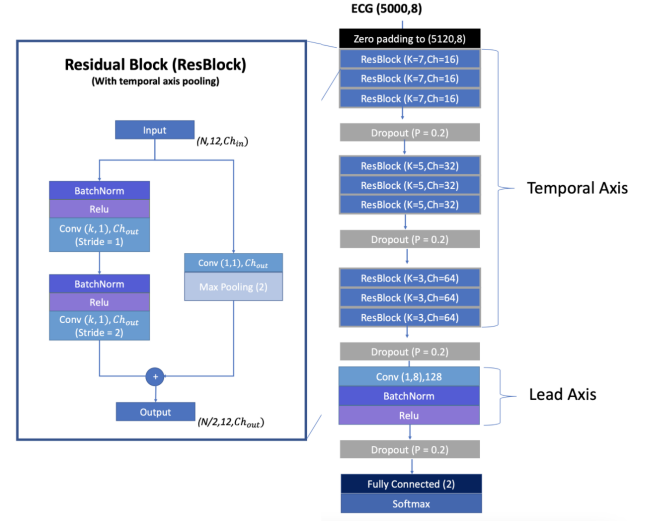 ECG (5000,8)
Zero padding to (5120,8)
ResBlock (K=7,Ch=16)
ResBlock (K=7,Ch=16)
ResBlock (K=7,Ch=16)
Dropout (P = 0.2)
ResBlock (K=5,Ch=32)
ResBlock (K=5,Ch=32)
ResBlock (K=5,Ch=32)
Dropout (P = 0.2)
ResBlock (K=3,Ch=64)
ResBlock (K=3,Ch=64)
ResBlock (K=3,Ch=64)
Dropout (P = 0.2)
Conv (1,8),128
BatchNorm
Relu
Dropout (P = 0.2)
Fully Connected (2)
Softmax
Temporal Axis
Lead Axis
Residual Block (ResBlock)
(With temporal axis pooling)
Input
(N,12,Ch_in)
BatchNorm
Relu
Conv (k, 1), Ch_out
(Stride = 1)
BatchNorm
Relu
Conv (k, 1), Ch_out
(Stride = 2)
Conv (1,1), Ch_out
Max Pooling (2)
+
Output
(N/2,12,Ch_out)